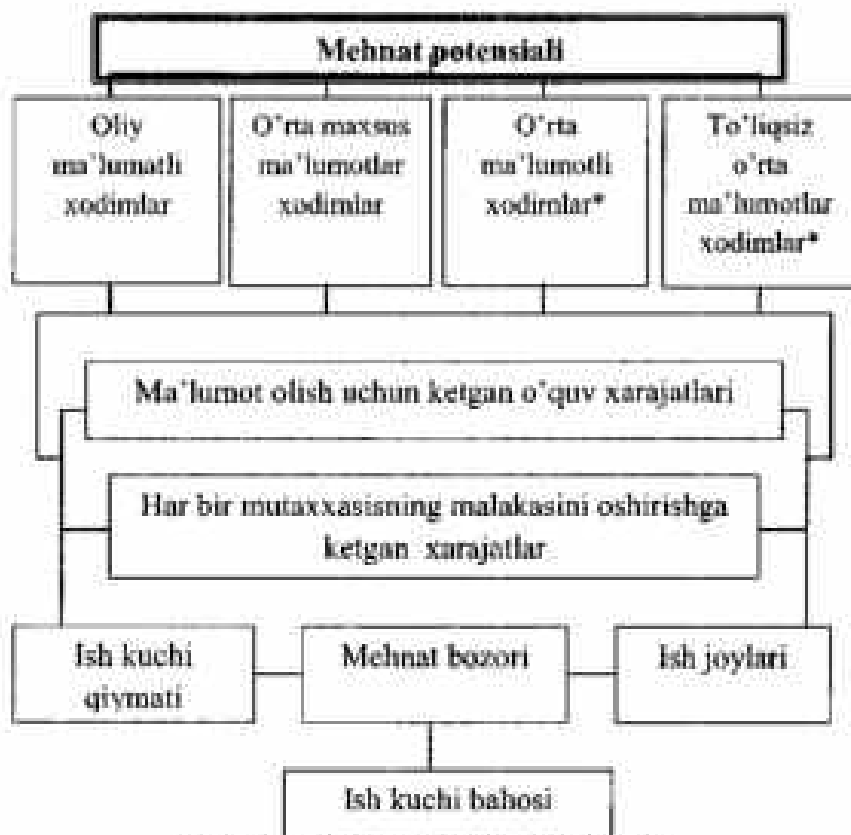 Mehnat potensiali
Oliy
ma'lumatli
xodimlar
O'rta maxsus
ma'lumotlar
xodimlar
O'rta
ma'lumotli
xodimlar*
To'liqsiz
o'rta
ma'lumotlar
xodimlar*
Ma'lumot olish uchun ketgan o'quv xarajatlari
Har bir mutaxxasisning malakasini oshirishga
ketgan xarajatlar
Ish kuchi
qiymati
Mehnat bozori
Ish joylari
Ish kuchi bahosi